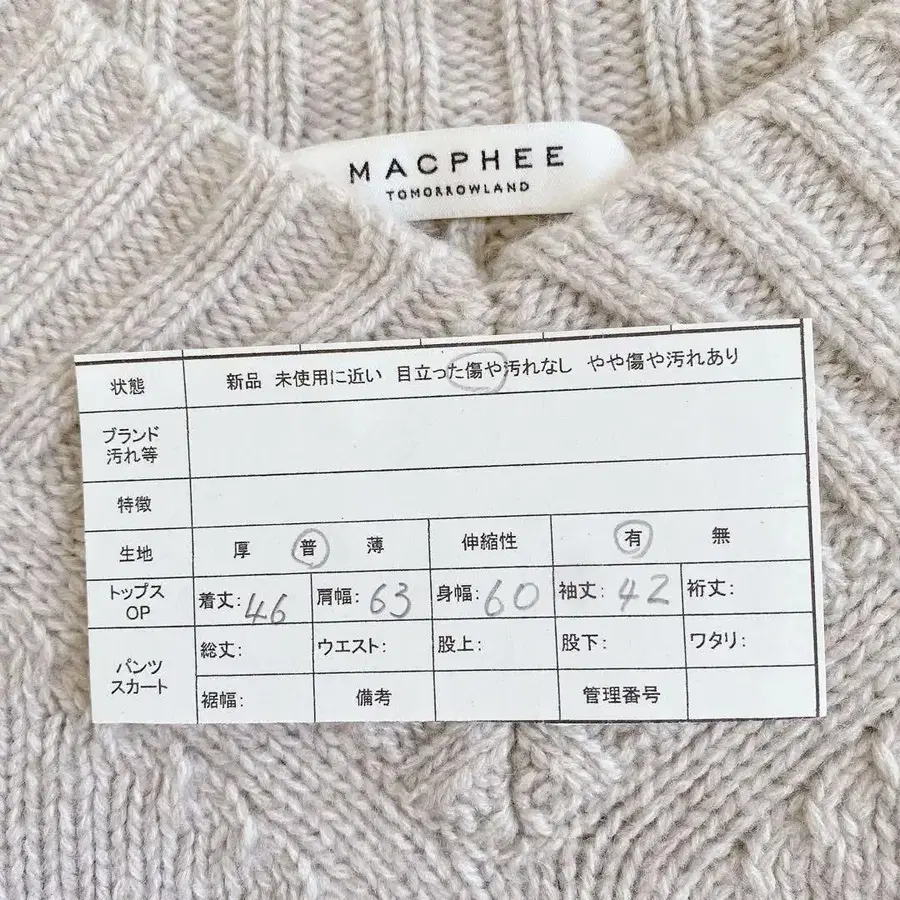 MACPHEE
TOMORROWLAND
状態 新品 未使用に近い 目立った傷や汚れなし やや傷や汚れあり
ブランド
汚れ等
特徴
生地 厚 普 薄 伸縮性 有 無
トップス
OP
着丈:46 肩幅:63 身幅:60 袖丈:42 裄丈:
パンツ
スカート
総丈: ウエスト: 股上: 股下: ワタリ:
裾幅: 備考 管理番号